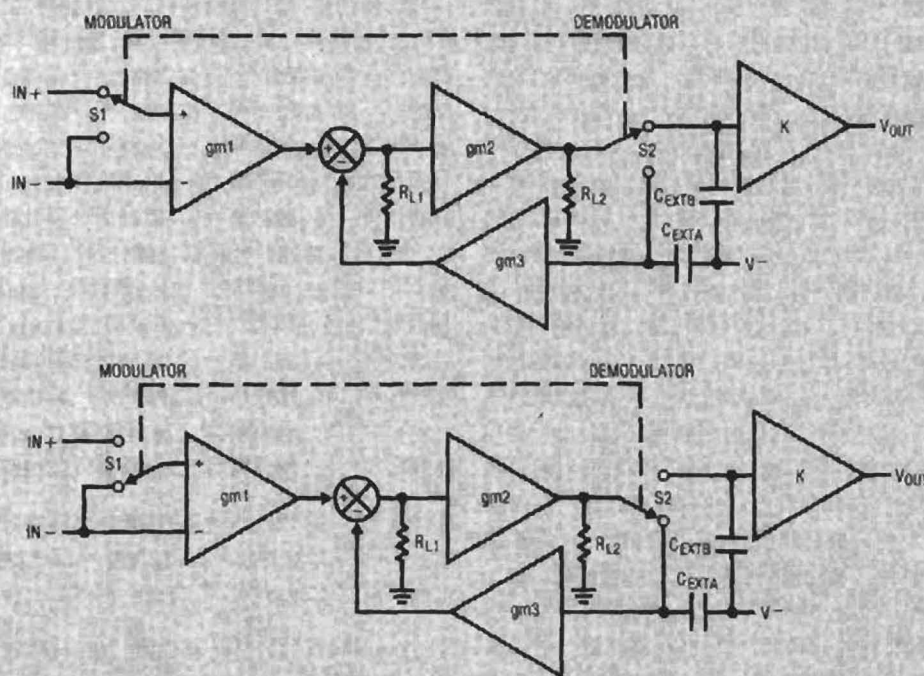 MODULATOR DEMODULATOR
IN+ S1 + gm1 + - gm2 S2 K VOUT
RL1 RL2 CEXTB
IN- - CEXTA
gm3 V-
MODULATOR DEMODULATOR
IN+ S1 + gm1 + - gm2 S2 K VOUT
RL1 RL2 CEXTB
IN- - CEXTA
gm3 V-